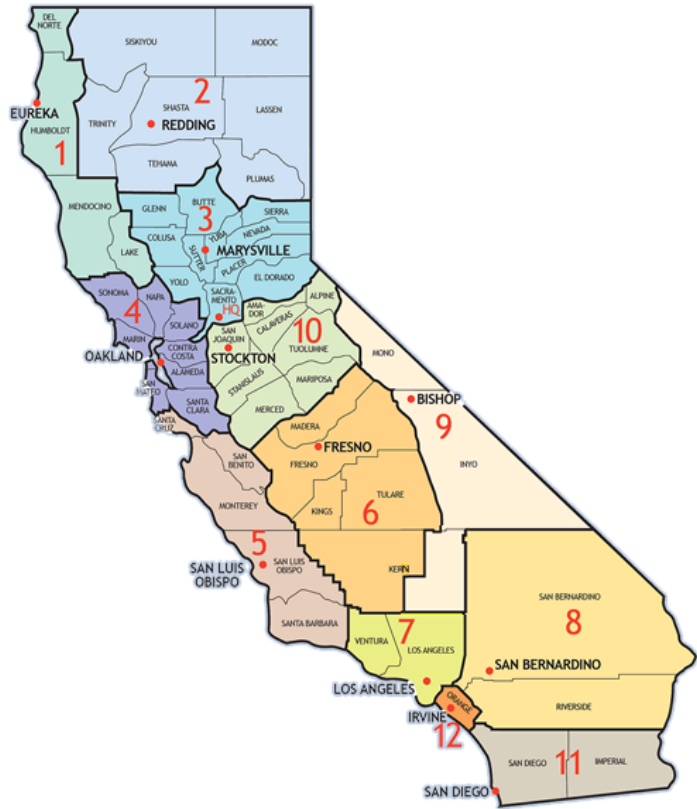 DEL
NORTE
SISKIYOU
MODOC
2
SHASTA
EUREKA
HUMBOLDT
1
TRINITY
REDDING
LASSEN
TEHAMA
PLUMAS
MENDOCINO
LAKE
GLENN
BUTTE
3
SIERRA
COLUSA
YUBA
NEVADA
SUTTER
MARYSVILLE
PLACER
YOLO
EL DORADO
SACRA-
MENTO
HQ
SONOMA
NAPA
4
SOLANO
MARIN
CONTRA
COSTA
OAKLAND
ALAMEDA
SAN
MATEO
SANTA
CLARA
SANTA
CRUZ
AMA-
DOR
ALPINE
CALAVERAS
10
SAN
JOAQUIN
STOCKTON
TUOLUMNE
STANISLAUS
MARIPOSA
MERCED
MONO
BISHOP
9
INYO
MADERA
FRESNO
FRESNO
TULARE
KINGS
6
KERN
SAN
BENITO
MONTEREY
5
SAN LUIS
OBISPO
SAN LUIS
OBISPO
SANTA BARBARA
VENTURA
7
LOS ANGELES
LOS ANGELES
SAN BERNARDINO
8
SAN BERNARDINO
RIVERSIDE
ORANGE
IRVINE
12
SAN DIEGO
11
IMPERIAL
SAN DIEGO